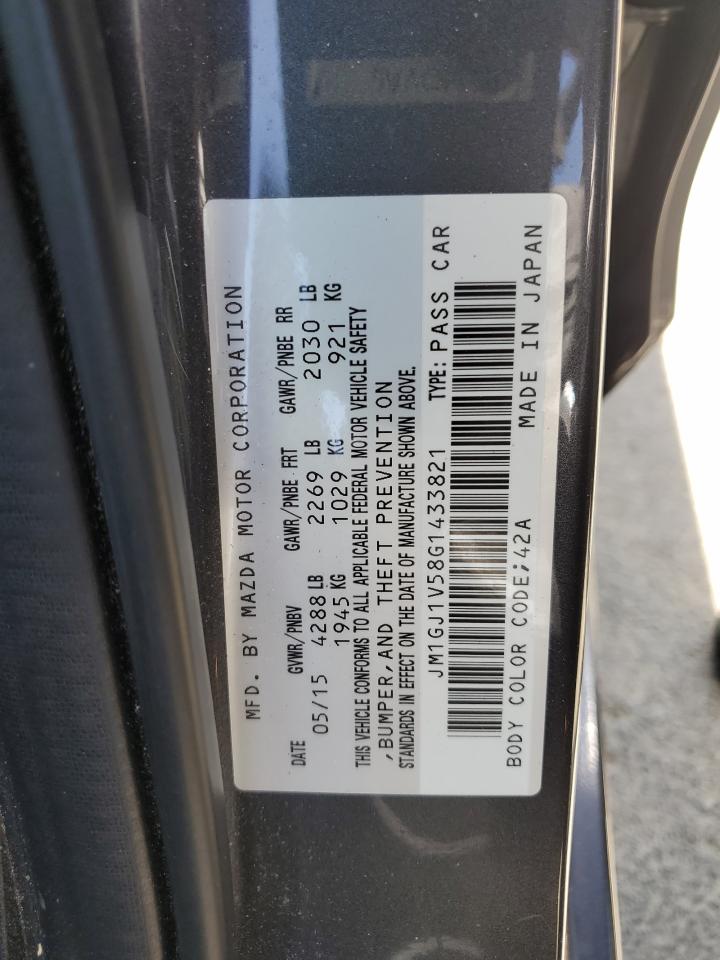 MFD. BY MAZDA MOTOR CORPORATION
DATE GVWR/PNBV GAWR/PNBE FRT GAWR/PNBE RR
05/15 4288 LB 2269 LB 2030 LB
1945 KG 1029 KG 921 KG
THIS VEHICLE CONFORMS TO ALL APPLICABLE FEDERAL MOTOR VEHICLE SAFETY
,BUMPER,AND THEFT PREVENTION
STANDARDS IN EFFECT ON THE DATE OF MANUFACTURE SHOWN ABOVE.
JM1GJ1V58G1433821 TYPE: PASS CAR
BODY COLOR CODE;42A MADE IN JAPAN